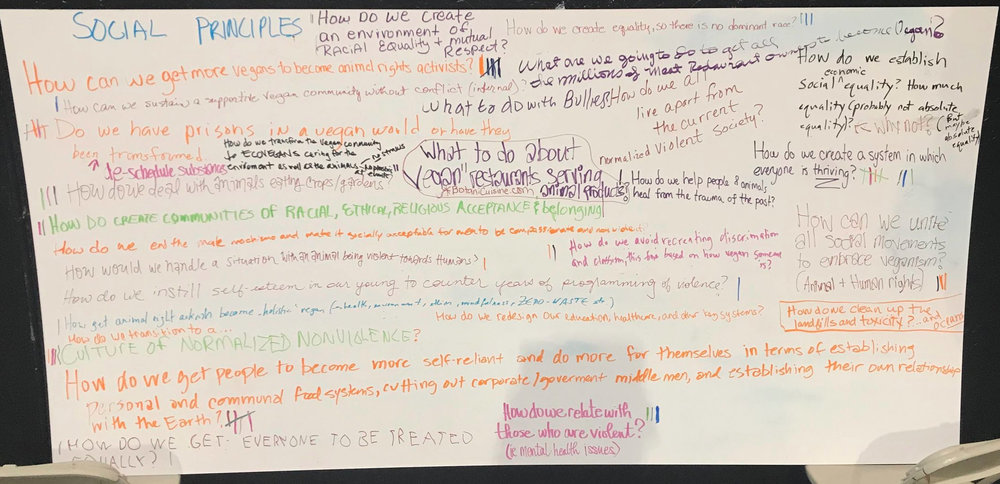 SOCIAL PRINCIPLES
HOW DO WE CREATE
AN ENVIRONMENT OF
RACIAL EQUALITY + MUTUAL
RESPECT?
How do we create equality, so there is no dominant race?
How can we get more vegans to become animal rights activists?
What are we going to do to get all
the millions of Meat Restaurant owners to become Vegan?
How can we sustain a supportive vegan community without conflict (internal)?
What to do with Bullies?
How do we all
live apart from
the current
normalized violent society?
How do we establish
Social economic equality? How much
equality (probably not absolute
equality)?
← Why not? (But maybe absolute equality)
Do we have prisons in a vegan world or have they
been transformed
re-schedule substances
How do we transform the vegan community
to ECOVEGANS caring for the
environment as well as the animals
What to do about
"Vegan" restaurants serving
animal products?
How do we help people & animals
heal from the trauma of the past?
How do we create a system in which
everyone is thriving?
How do we deal with animals eating crops/gardens?
HOW DO CREATE COMMUNITIES OF RACIAL, ETHICAL, RELIGIOUS ACCEPTANCE & belonging
How do we end the male machismo and make it socially acceptable for men to be compassionate and non violent?
How do we avoid recreating discrimination
and classism, this time based on how vegan someone
is?
How can we unite
all Social movements
to embrace veganism?
(Animal + Human rights)
How would we handle a situation with an animal being violent towards Humans?
How do we instill self-esteem in our young to counter years of programming of violence?
How get animal right activists become holistic vegan (health, environment, mindfulness, ZERO-WASTE etc)
How do we redesign our education, healthcare, and other key systems?
How do we clean up the
landfills and toxicity? ...and OCEANS
How do we transition to a...
CULTURE OF NORMALIZED NONVIOLENCE?
How do we get people to become more self-reliant and do more for themselves in terms of establishing
personal and communal food systems, cutting out corporate/goverment middle men, and establishing their own relationship
with the Earth?
How do we relate with
those who are violent?
(ie mental health issues)
HOW DO WE GET EVERYONE TO BE TREATED
EQUALLY?